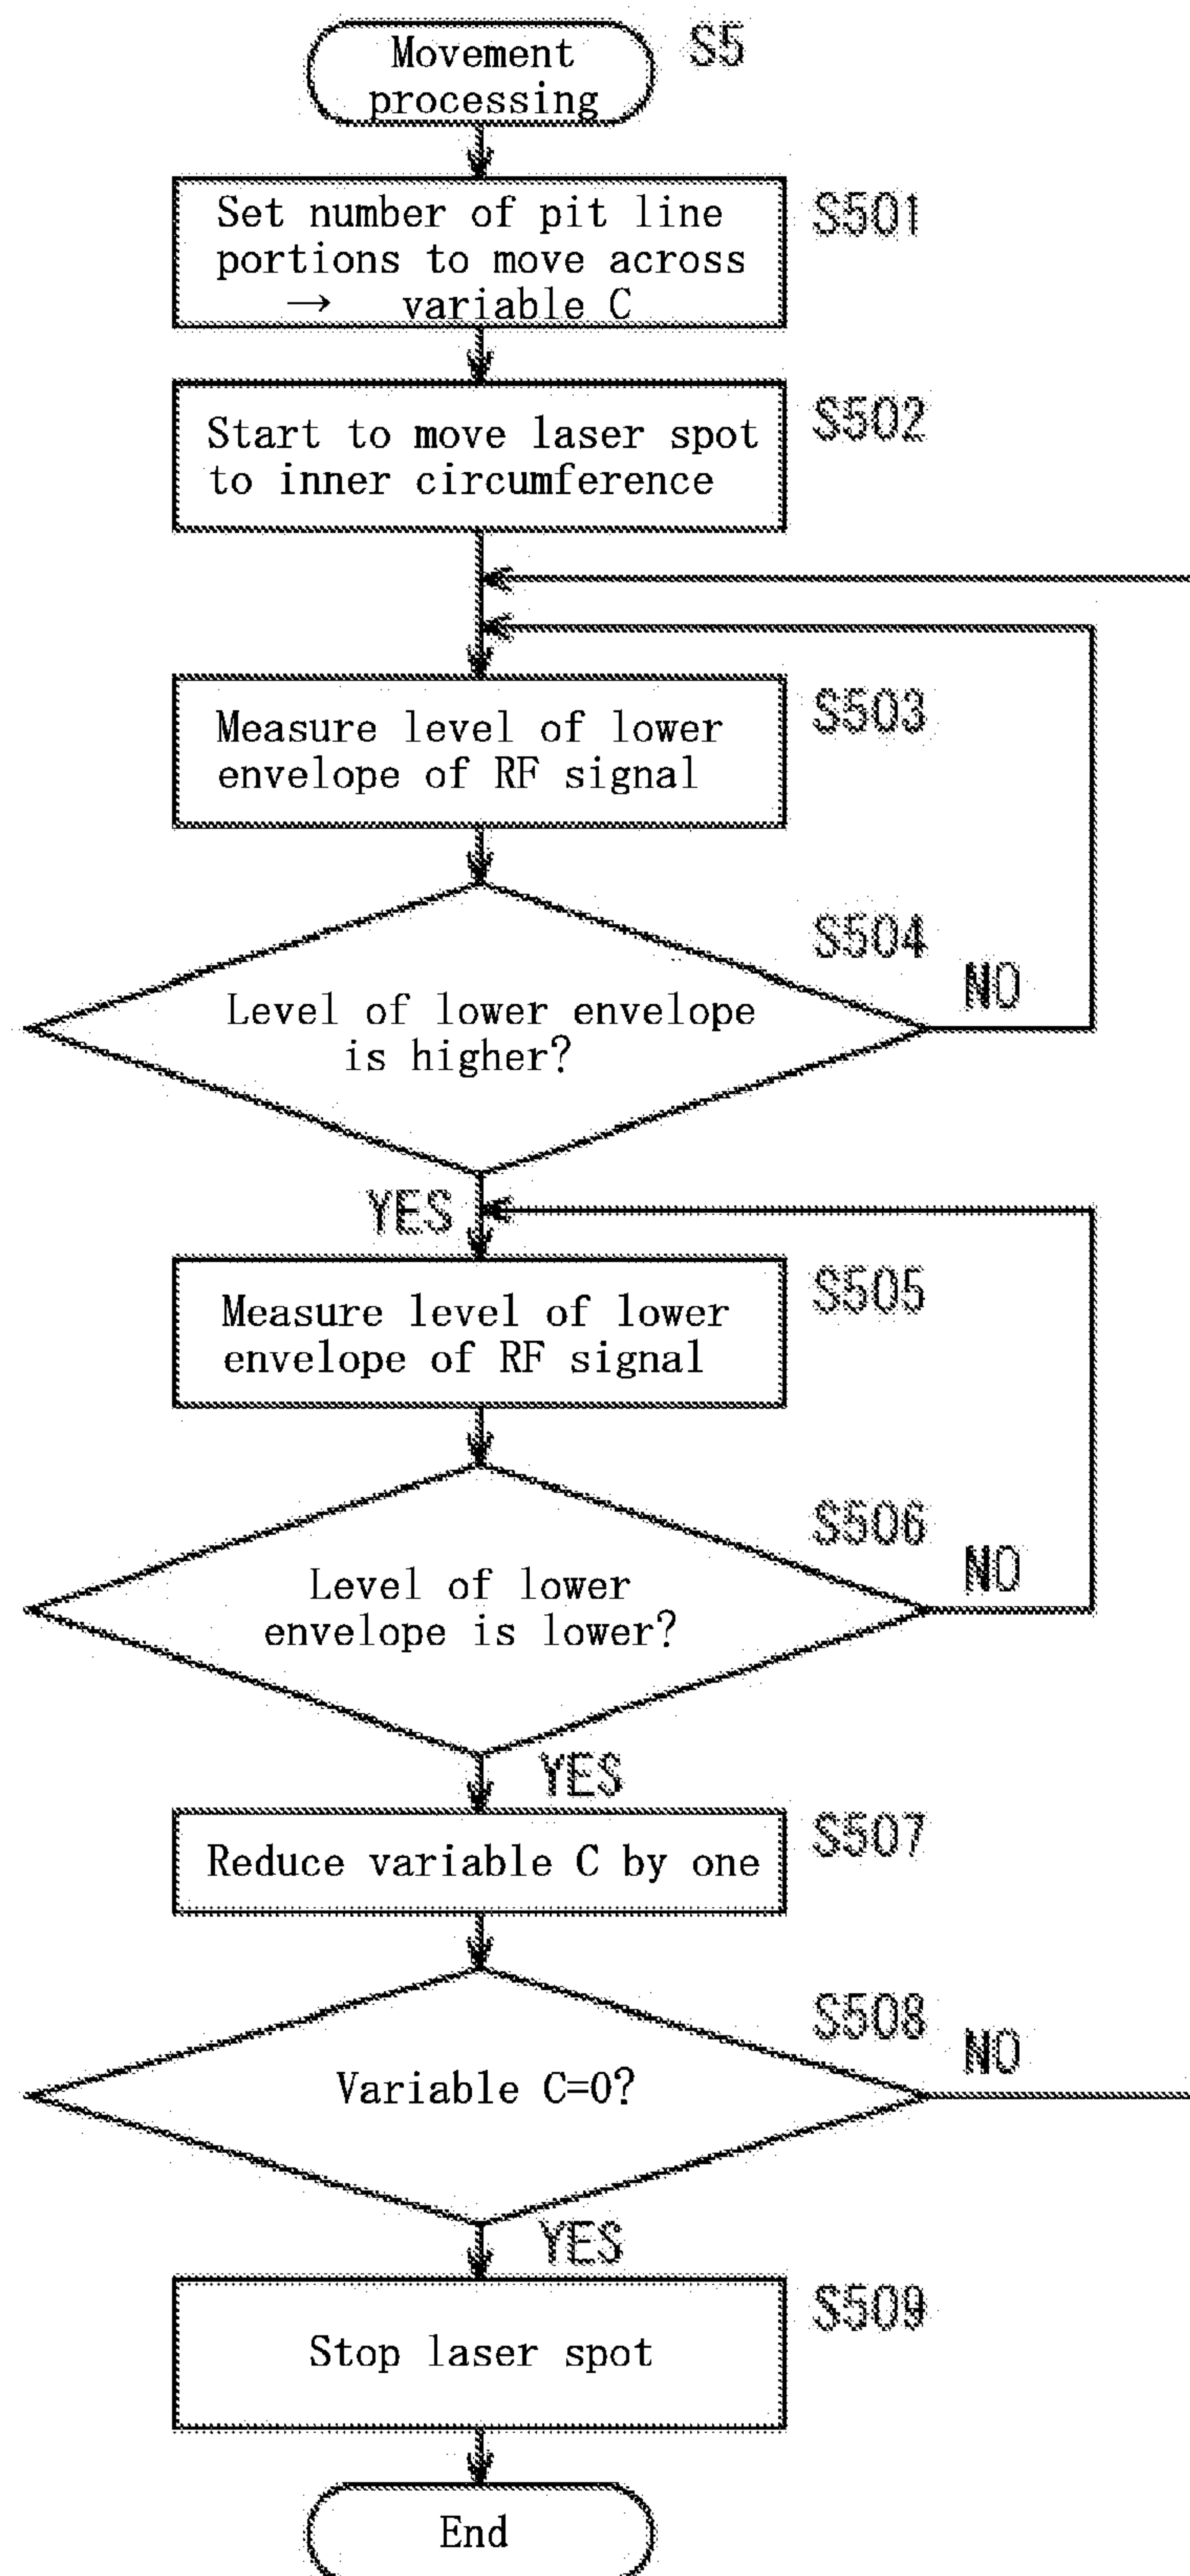 Movement
processing
S5
Set number of pit line
portions to move across
→ variable C
S501
Start to move laser spot
to inner circumference
S502
Measure level of lower
envelope of RF signal
S503
Level of lower envelope
is higher?
S504
NO
YES
Measure level of lower
envelope of RF signal
S505
Level of lower
envelope is lower?
S506
NO
YES
Reduce variable C by one
S507
Variable C=0?
S508
NO
YES
Stop laser spot
S509
End